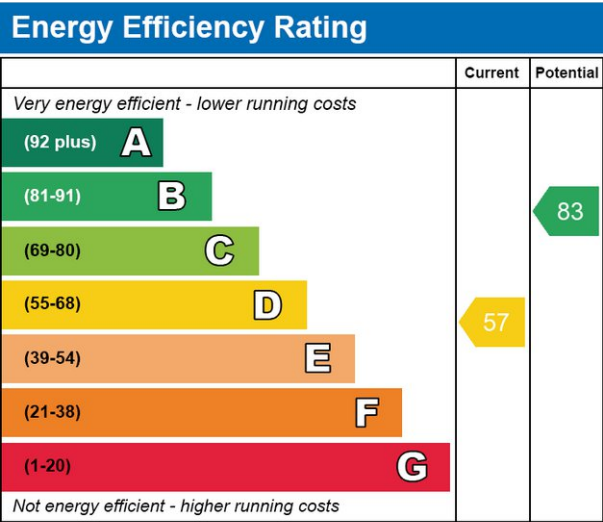 Energy Efficiency Rating
Current Potential
Very energy efficient - lower running costs
(92 plus) A
(81-91) B
83
(69-80) C
(55-68) D
57
(39-54) E
(21-38) F
(1-20) G
Not energy efficient - higher running costs